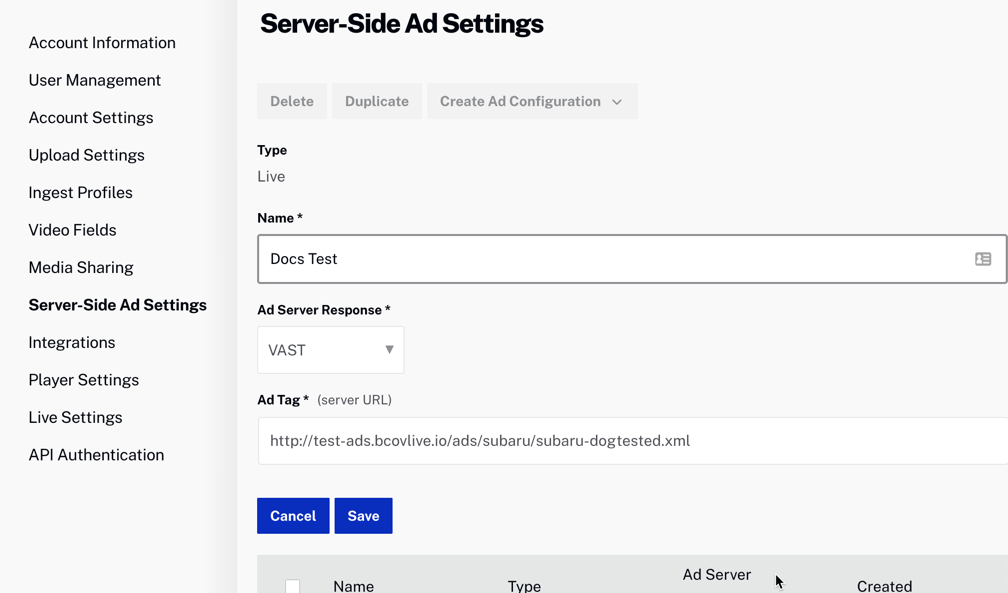 Server-Side Ad Settings
Account Information
User Management
Account Settings
Upload Settings
Ingest Profiles
Video Fields
Media Sharing
Server-Side Ad Settings
Integrations
Player Settings
Live Settings
API Authentication
Delete Duplicate Create Ad Configuration
Type
Live
Name *
Docs Test
Ad Server Response *
VAST
Ad Tag * (server URL)
http://test-ads.bcovlive.io/ads/subaru/subaru-dogtested.xml
Cancel Save
Name Type Ad Server Created